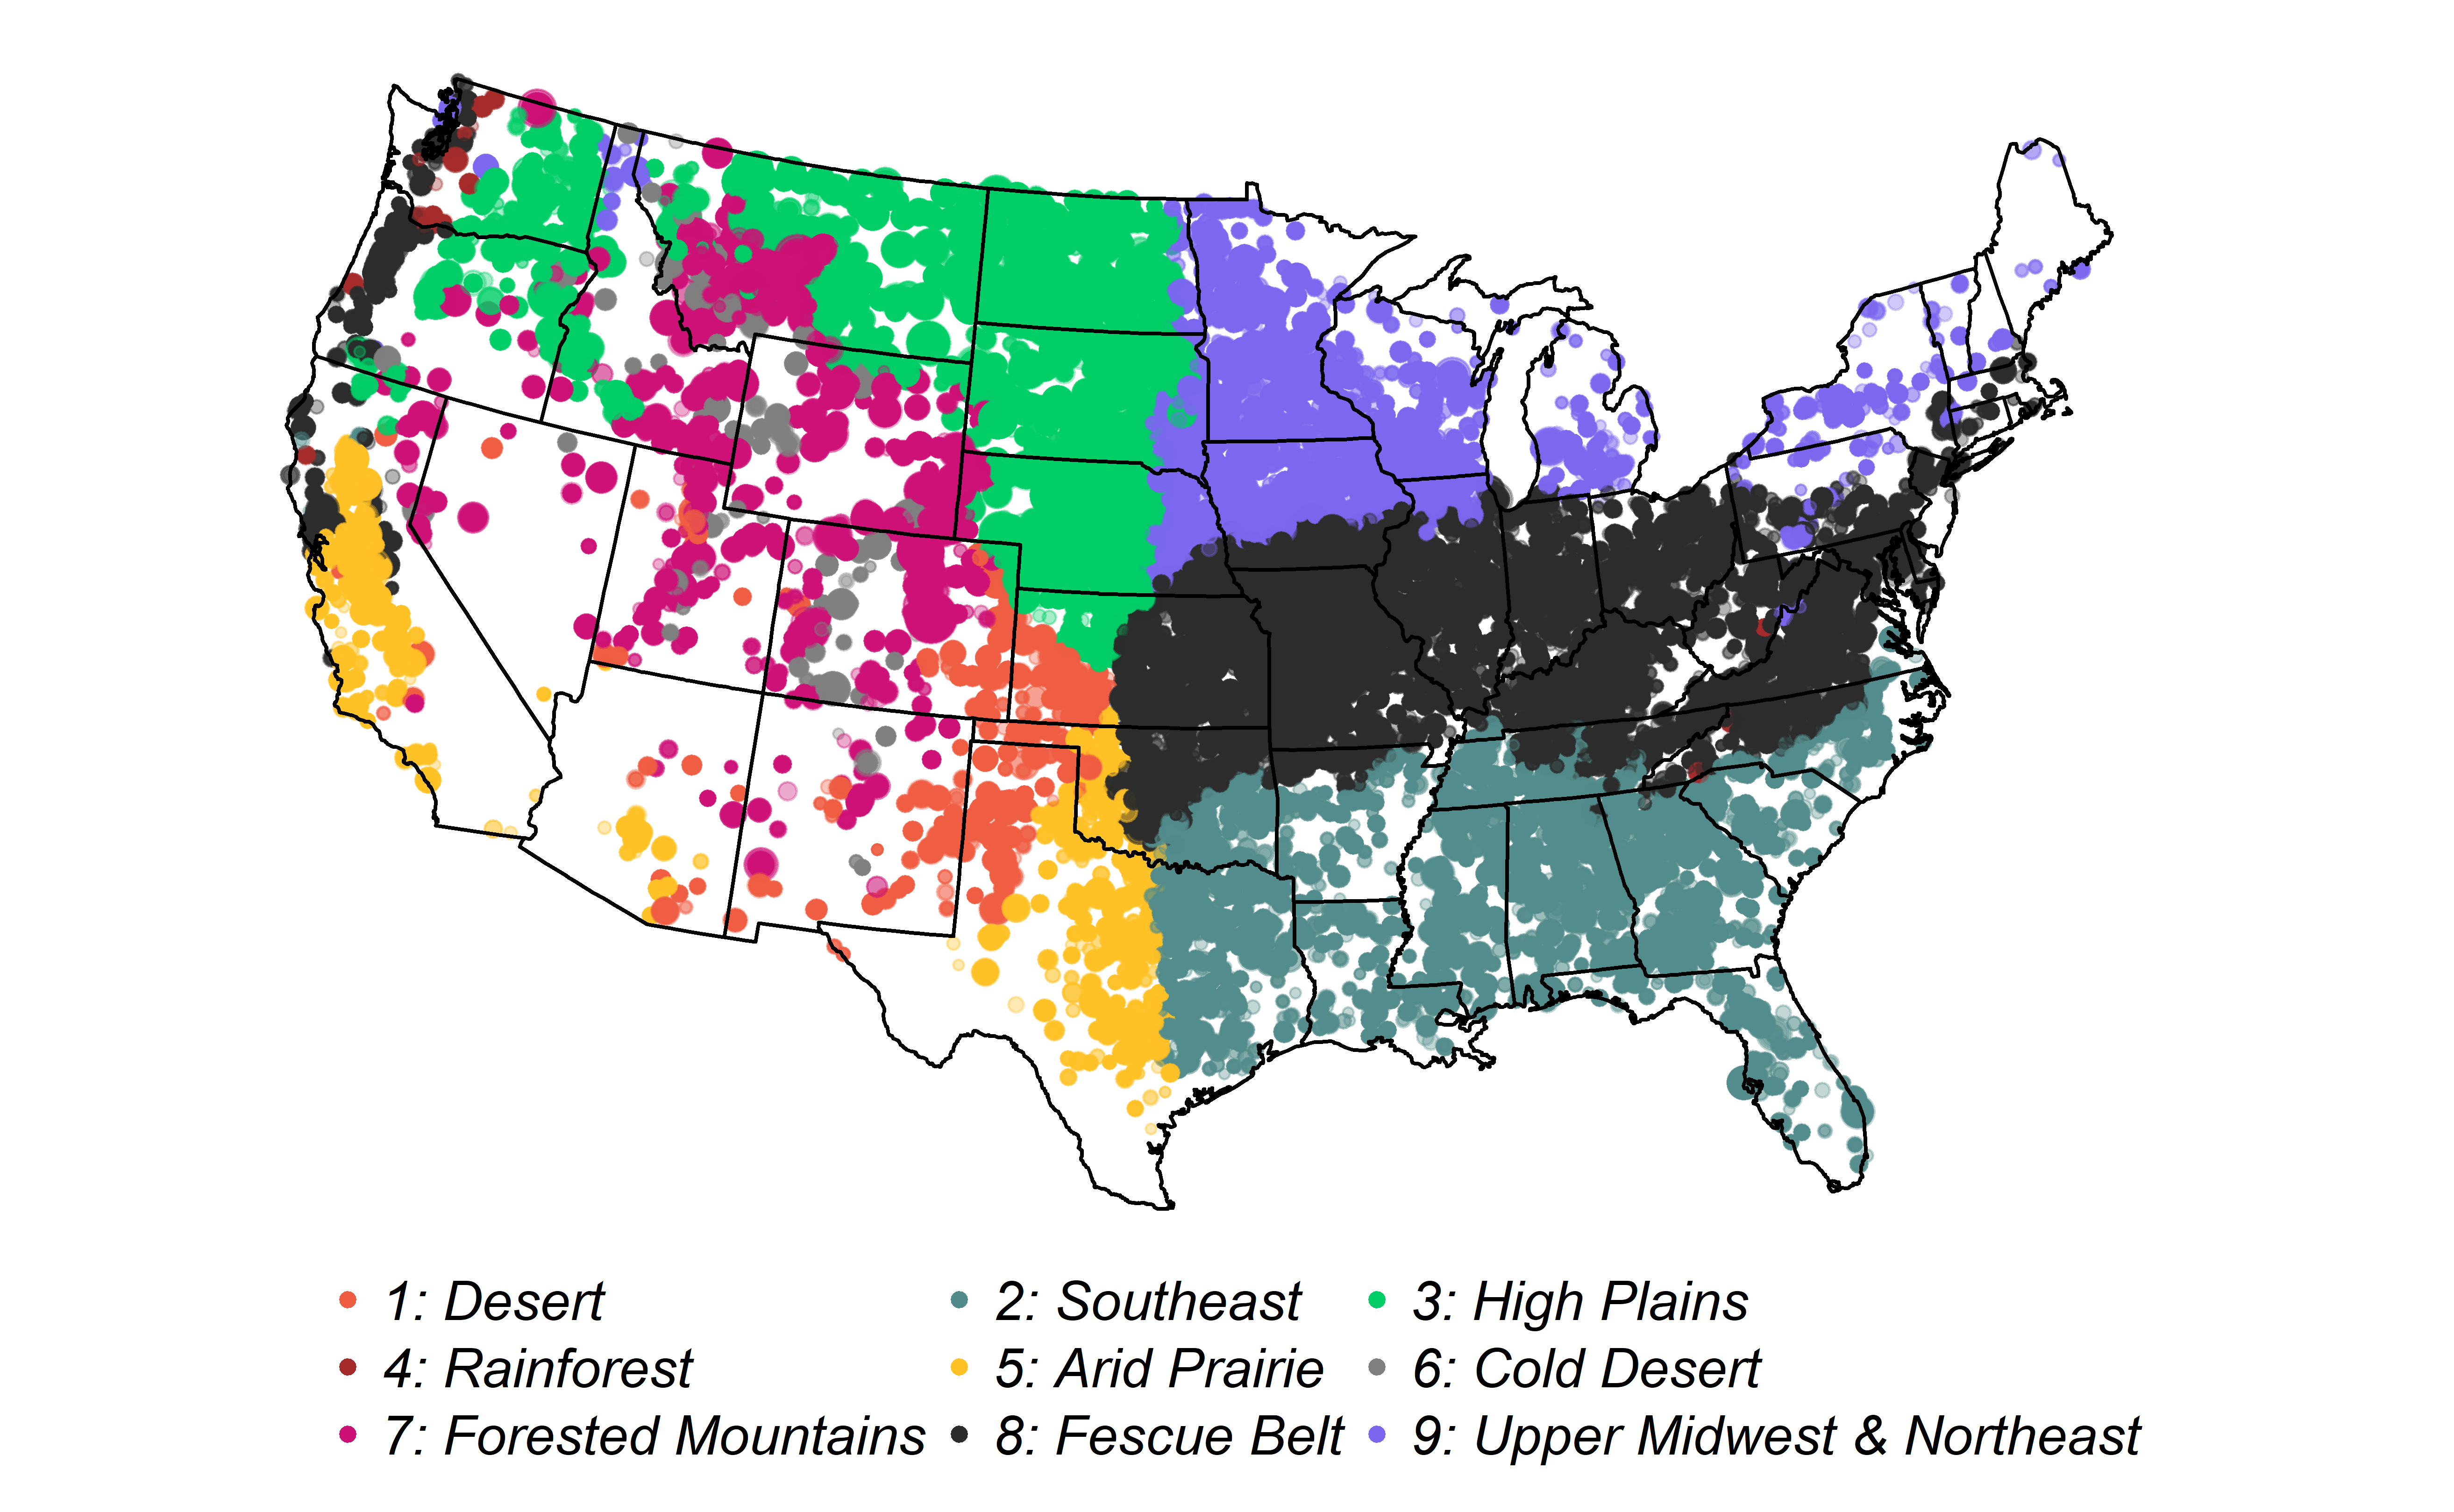 1: Desert 2: Southeast 3: High Plains
4: Rainforest 5: Arid Prairie 6: Cold Desert
7: Forested Mountains 8: Fescue Belt 9: Upper Midwest & Northeast